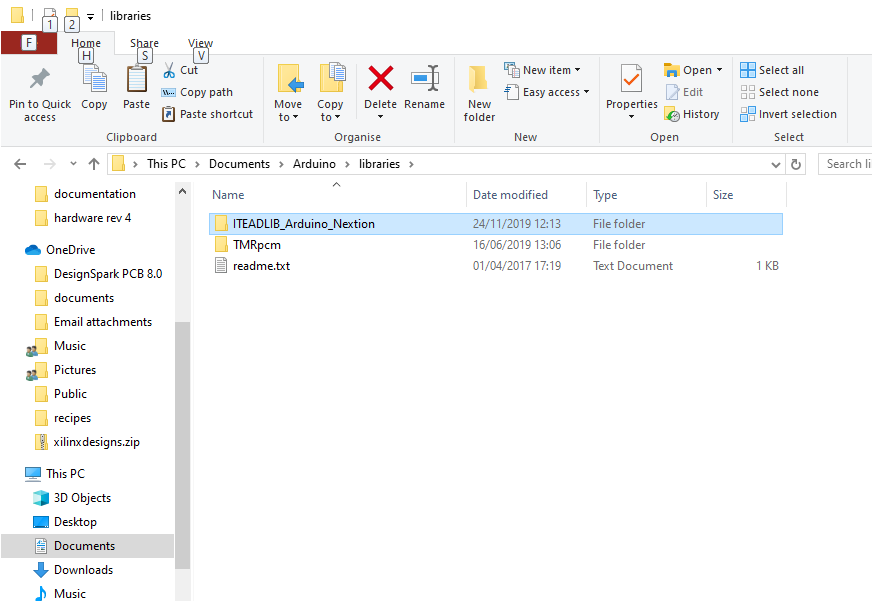 libraries
1 2
F Home Share View
H S V
Pin to Quick access
Copy
Paste
Cut
Copy path
Paste shortcut
Clipboard
Move to
Copy to
Delete
Rename
Organise
New folder
New item
Easy access
New
Properties
Open
Edit
History
Open
Select all
Select none
Invert selection
Select
This PC > Documents > Arduino > libraries >
Search li
documentation
hardware rev 4
OneDrive
DesignSpark PCB 8.0
documents
Email attachments
Music
Pictures
Public
recipes
xilinxdesigns.zip
This PC
3D Objects
Desktop
Documents
Downloads
Music
Name Date modified Type Size
ITEADLIB_Arduino_Nextion 24/11/2019 12:13 File folder
TMRpcm 16/06/2019 13:06 File folder
readme.txt 01/04/2017 17:19 Text Document 1 KB